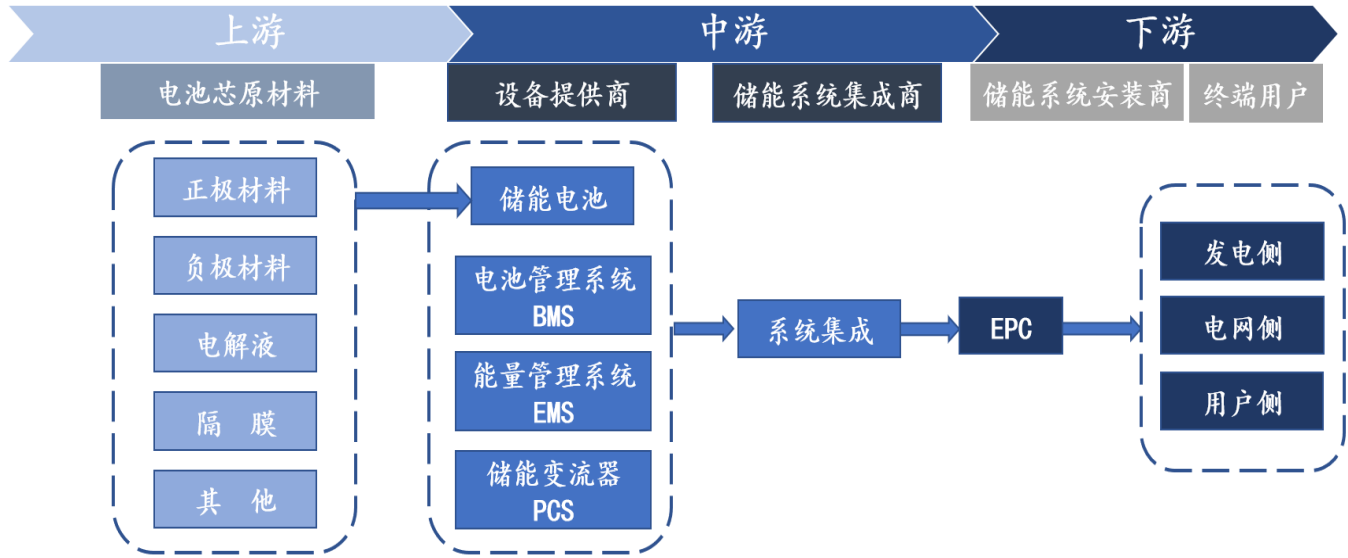 上游
中游
下游
电池芯原材料
设备提供商
储能系统集成商
储能系统安装商
终端用户
正极材料
负极材料
电解液
隔 膜
其 他
储能电池
电池管理系统
BMS
能量管理系统
EMS
储能变流器
PCS
系统集成
EPC
发电侧
电网侧
用户侧